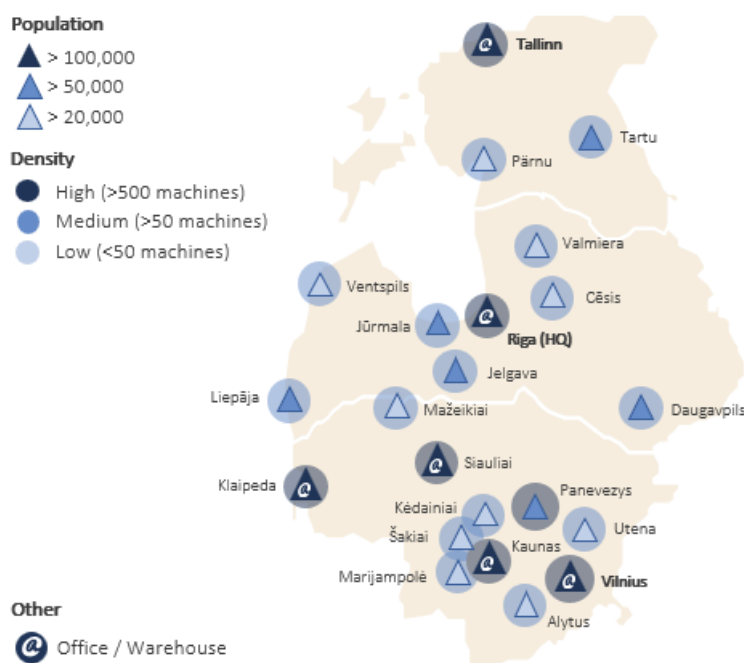 Population
> 100,000
> 50,000
> 20,000
Density
High (>500 machines)
Medium (>50 machines)
Low (<50 machines)
Tallinn
Tartu
Pärnu
Valmiera
Ventspils
Cēsis
Jūrmala
Riga (HQ)
Jelgava
Liepāja
Mažeikiai
Daugavpils
Siauliai
Klaipeda
Panevezys
Kėdainiai
Utena
Šakiai
Kaunas
Marijampolė
Vilnius
Alytus
Other
@ Office / Warehouse